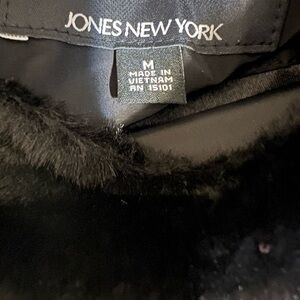 JONES NEW YORK
M
MADE IN
VIETNAM
RN 15101